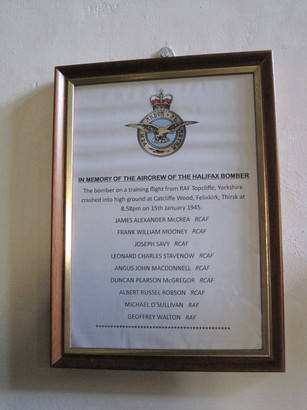 IN MEMORY OF THE AIRCREW OF THE HALIFAX BOMBER
The bomber on a training flight from RAF Topcliffe, Yorkshire
crashed into high ground at Catcliffe Wood, Felixkirk, Thirsk at
8.58pm on 15th January 1945.
JAMES ALEXANDER McCREA RCAF
FRANK WILLIAM MOONEY RCAF
JOSEPH SAVY RCAF
LEONARD CHARLES STAVENOW RCAF
ANGUS JOHN MACDONNELL RCAF
DUNCAN PEARSON McGREGOR RCAF
ALBERT RUSSEL ROBSON RCAF
MICHAEL O'SULLIVAN RAF
GEOFFREY WALTON RAF